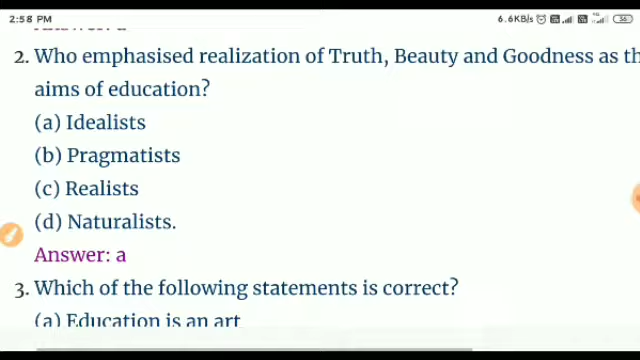 2:58 PM 6.6KB/s 36
2. Who emphasised realization of Truth, Beauty and Goodness as th
aims of education?
(a) Idealists
(b) Pragmatists
(c) Realists
(d) Naturalists.
Answer: a
3. Which of the following statements is correct?
(a) Education is an art